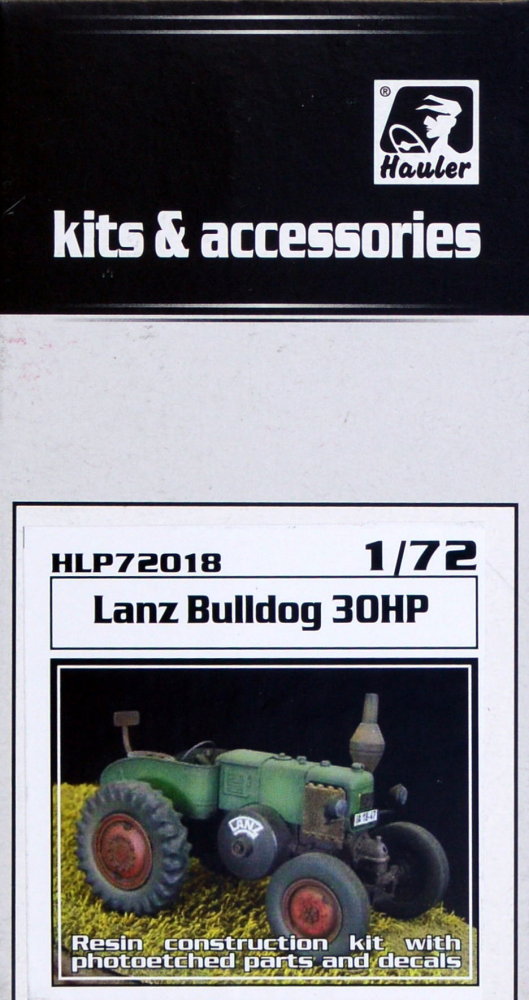 ®
Hauler
kits & accessories
HLP72018 1/72
Lanz Bulldog 30HP
LANZ
Resin construction kit with
photoetched parts and decals